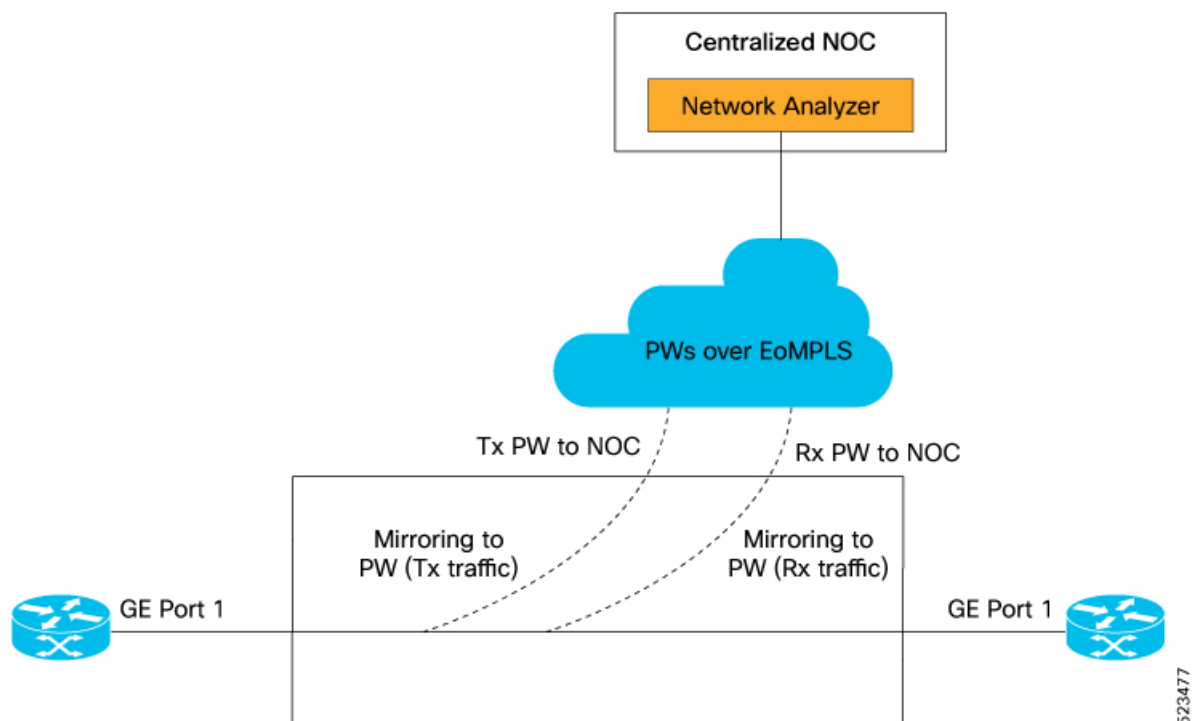 Centralized NOC
Network Analyzer
PWs over EoMPLS
Tx PW to NOC
Rx PW to NOC
Mirroring to
PW (Tx traffic)
Mirroring to
PW (Rx traffic)
GE Port 1
GE Port 1
523477